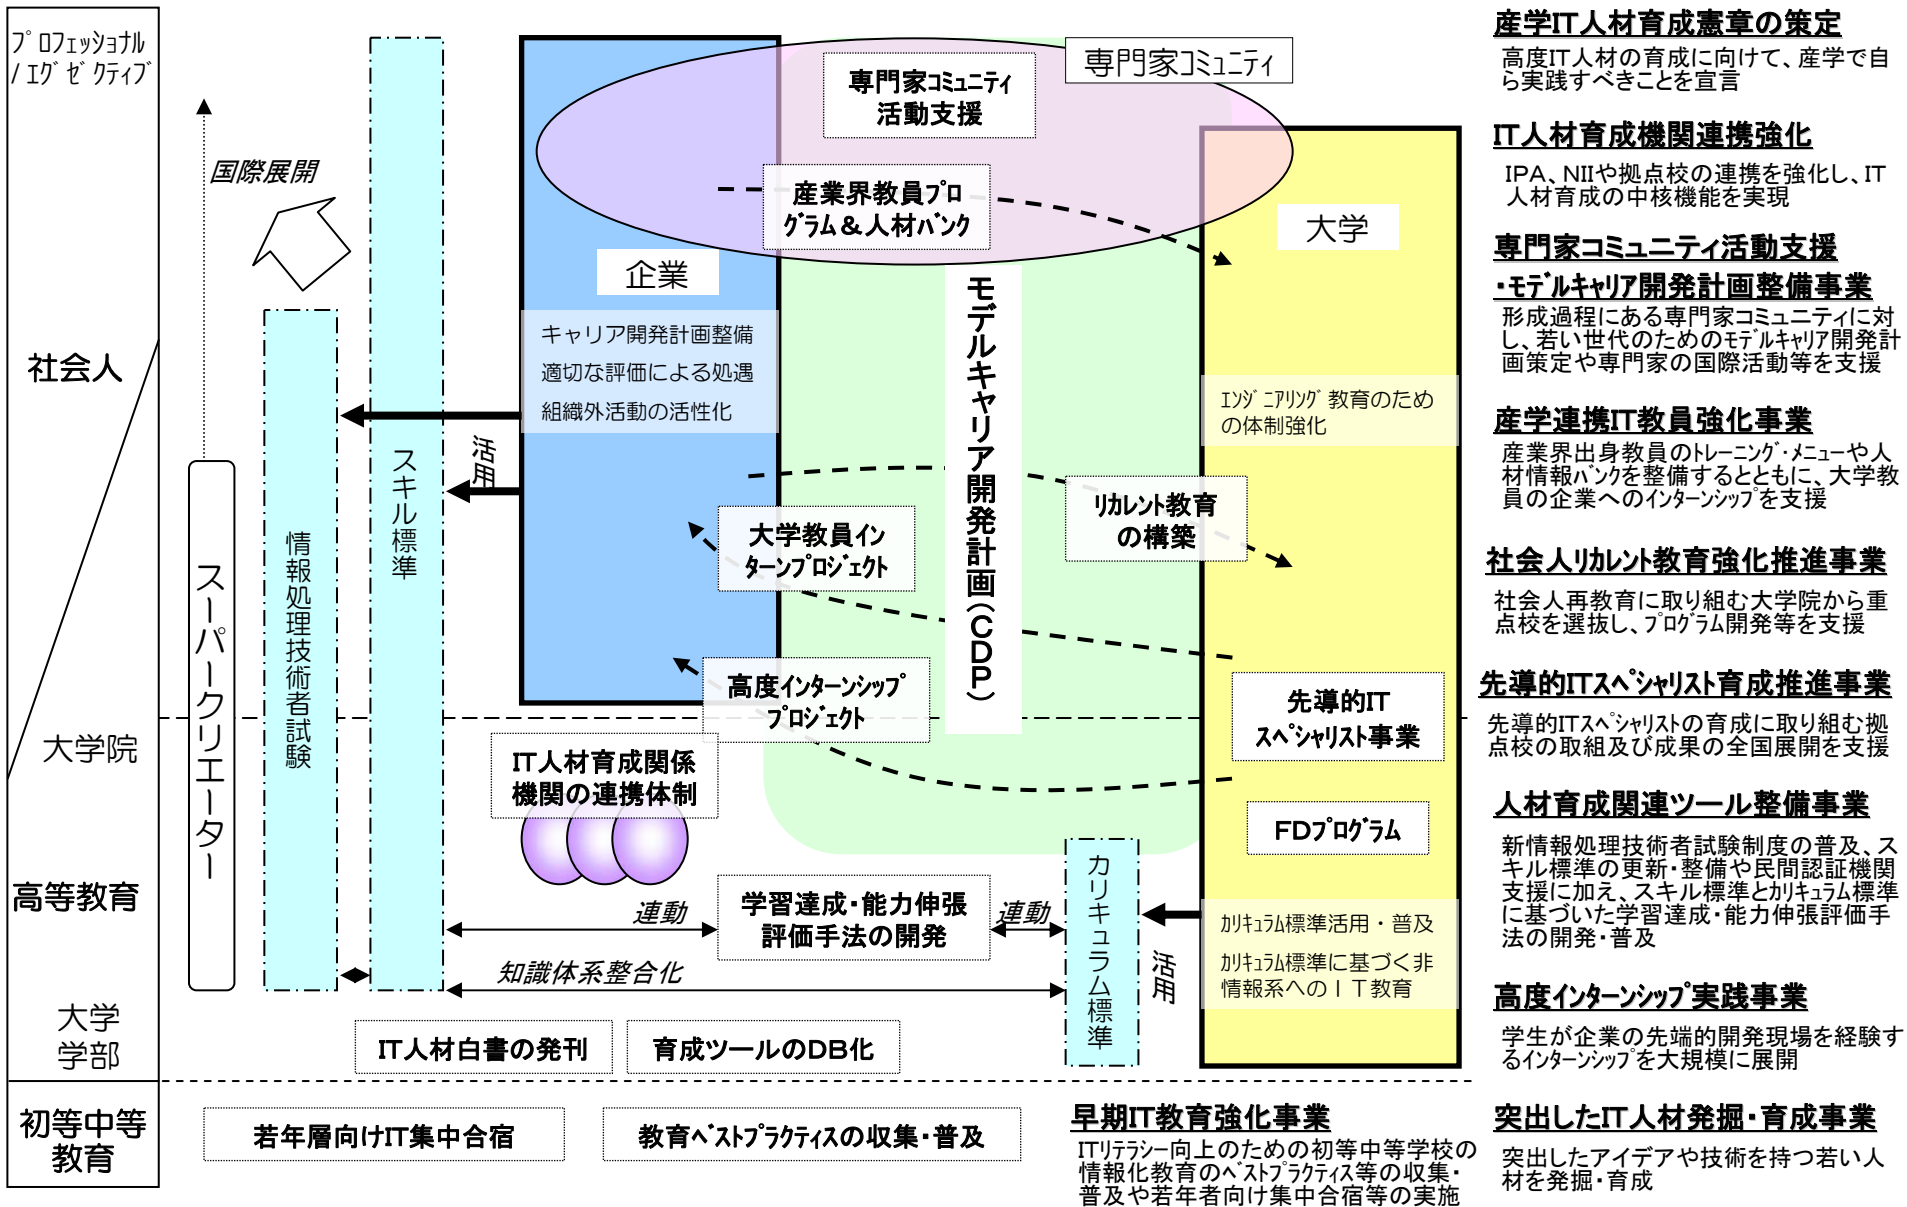 プロフェッショナル
/エグゼクティブ
社会人
大学院
高等教育
大学
学部
初等中等
教育
国際展開
スーパークリエーター
情報処理技術者試験
スキル標準
活用
企業
キャリア開発計画整備
適切な評価による処遇
組織外活動の活性化
専門家コミュニティ
専門家コミュニティ
活動支援
産業界教員プロ
グラム＆人材バンク
モデルキャリア開発計画(CDP)
大学教員イン
ターンプロジェクト
高度インターンシップ
プロジェクト
リカレント教育
の構築
大学
エンジニアリング教育のため
の体制強化
先導的IT
スペシャリスト事業
FDプログラム
カリキュラム標準活用・普及
カリキュラム標準に基づく非
情報系へのＩＴ教育
活用
カリキュラム標準
IT人材育成関係
機関の連携体制
連動
学習達成・能力伸張
評価手法の開発
連動
知識体系整合化
IT人材白書の発刊
育成ツールのDB化
若年層向けIT集中合宿
教育ベストプラクティスの収集・普及
早期IT教育強化事業
ITリテラシー向上のための初等中等学校の
情報化教育のベストプラクティス等の収集・
普及や若年者向け集中合宿等の実施
産学IT人材育成憲章の策定
高度IT人材の育成に向けて、産学で自
ら実践すべきことを宣言
IT人材育成機関連携強化
IPA、NIIや拠点校の連携を強化し、IT
人材育成の中核機能を実現
専門家コミュニティ活動支援
・モデルキャリア開発計画整備事業
形成過程にある専門家コミュニティに対
し、若い世代のためのモデルキャリア開発計
画策定や専門家の国際活動等を支援
産学連携IT教員強化事業
産業界出身教員のトレーニング・メニューや人
材情報バンクを整備するとともに、大学教
員の企業へのインターンシップを支援
社会人リカレント教育強化推進事業
社会人再教育に取り組む大学院から重
点校を選抜し、プログラム開発等を支援
先導的ITスペシャリスト育成推進事業
先導的ITスペシャリストの育成に取り組む拠
点校の取組及び成果の全国展開を支援
人材育成関連ツール整備事業
新情報処理技術者試験制度の普及、ス
キル標準の更新・整備や民間認証機関
支援に加え、スキル標準とカリキュラム標準
に基づいた学習達成・能力伸張評価手
法の開発・普及
高度インターンシップ実践事業
学生が企業の先端的開発現場を経験す
るインターンシップを大規模に展開
突出したIT人材発掘・育成事業
突出したアイデアや技術を持つ若い人
材を発掘・育成